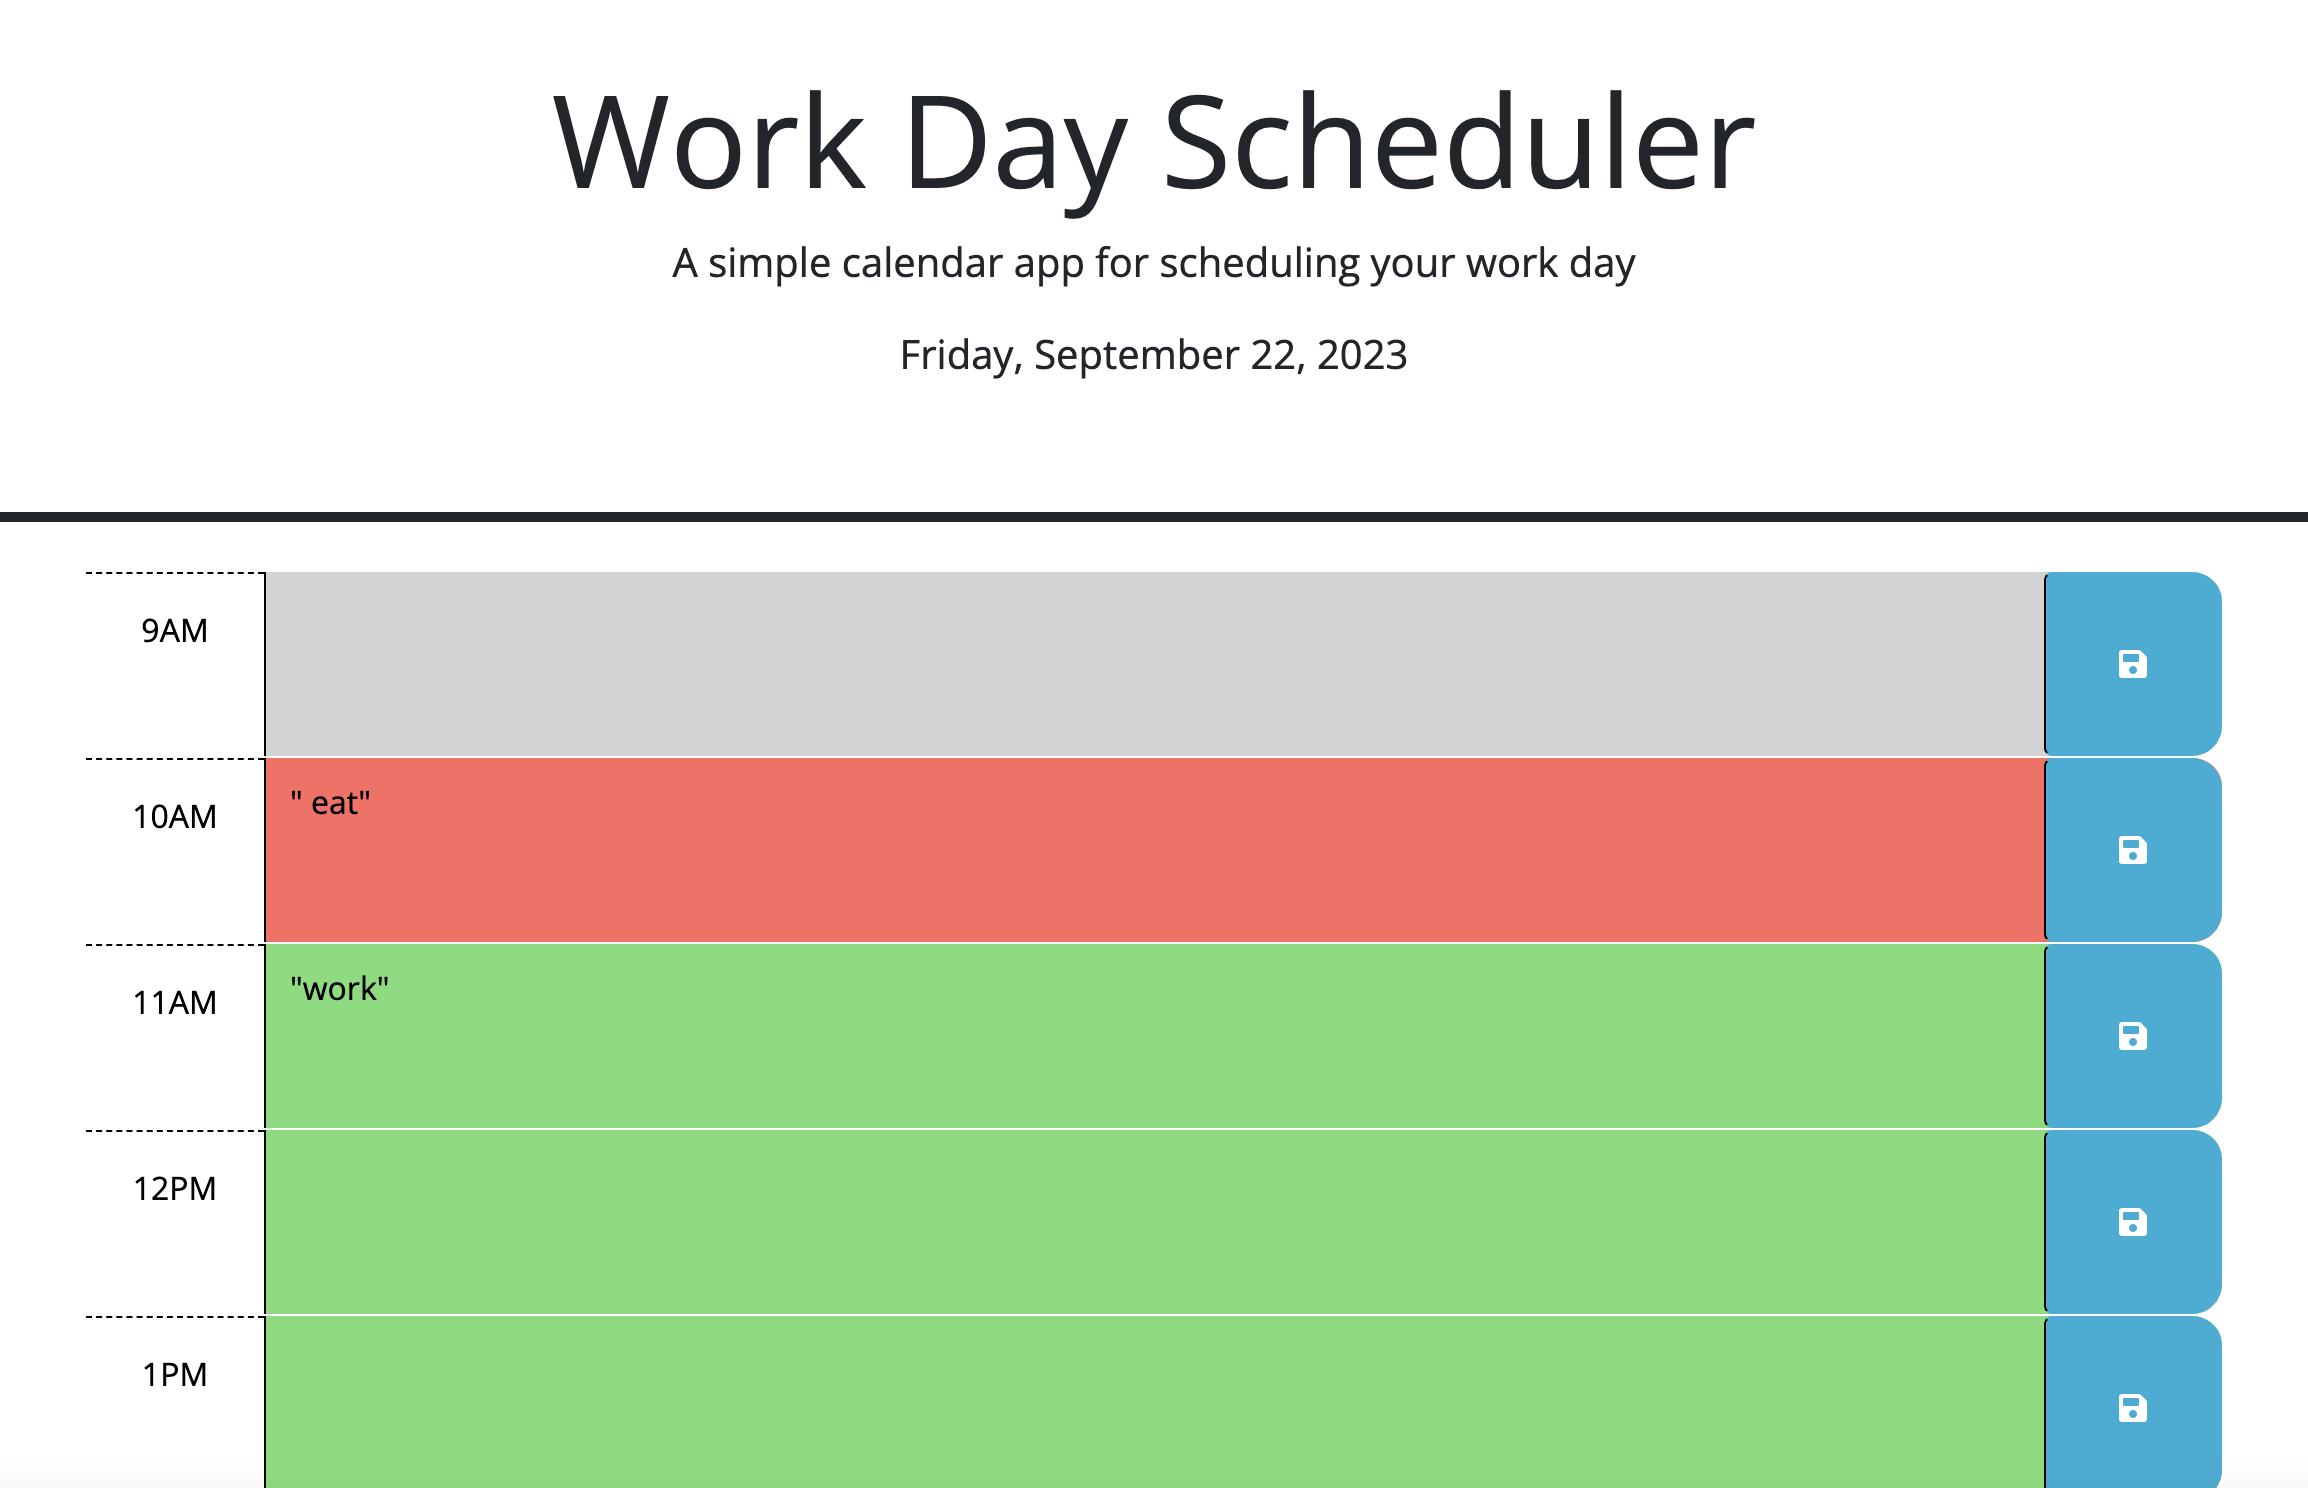 Work Day Scheduler
A simple calendar app for scheduling your work day
Friday, September 22, 2023
9AM
10AM
" eat"
11AM
"work"
12PM
1PM